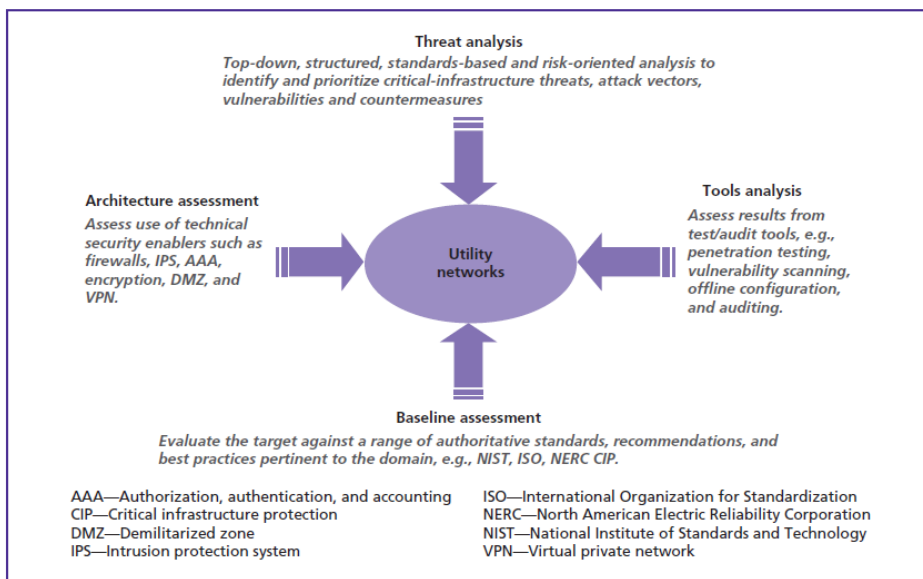 Threat analysis
Top-down, structured, standards-based and risk-oriented analysis to
identify and prioritize critical-infrastructure threats, attack vectors,
vulnerabilities and countermeasures
Architecture assessment
Assess use of technical
security enablers such as
firewalls, IPS, AAA,
encryption, DMZ, and
VPN.
Utility
networks
Tools analysis
Assess results from
test/audit tools, e.g.,
penetration testing,
vulnerability scanning,
offline configuration,
and auditing.
Baseline assessment
Evaluate the target against a range of authoritative standards, recommendations, and
best practices pertinent to the domain, e.g., NIST, ISO, NERC CIP.
AAA—Authorization, authentication, and accounting
CIP—Critical infrastructure protection
DMZ—Demilitarized zone
IPS—Intrusion protection system
ISO—International Organization for Standardization
NERC—North American Electric Reliability Corporation
NIST—National Institute of Standards and Technology
VPN—Virtual private network